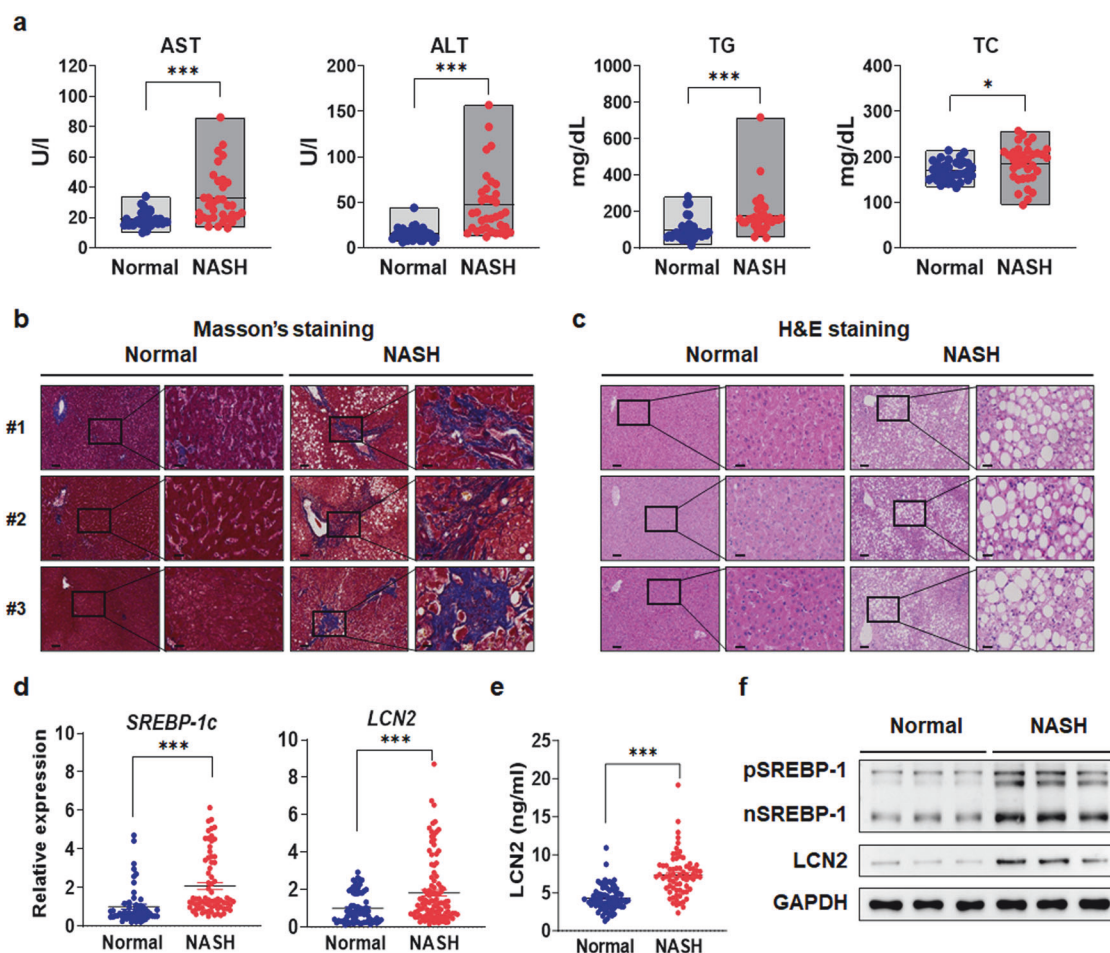 a
AST
120
100
80
60
40
20
0
U/l
***
Normal NASH
ALT
200
150
100
50
0
U/l
***
Normal NASH
TG
1000
800
600
400
200
0
mg/dL
***
Normal NASH
TC
400
300
200
100
0
mg/dL
*
Normal NASH
b
Masson's staining
Normal NASH
#1
#2
#3
c
H&E staining
Normal NASH
d
Relative expression
SREBP-1c
10
8
6
4
2
0
***
Normal NASH
LCN2
10
8
6
4
2
0
***
Normal NASH
e
LCN2 (ng/ml)
25
20
15
10
5
0
***
Normal NASH
f
Normal NASH
pSREBP-1
nSREBP-1
LCN2
GAPDH